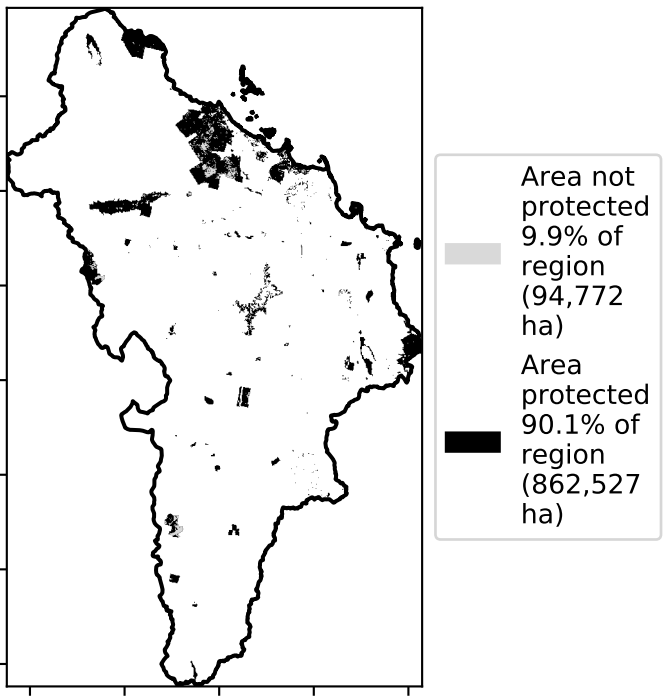 Area not
protected
9.9% of
region
(94,772
ha)
Area
protected
90.1% of
region
(862,527
ha)